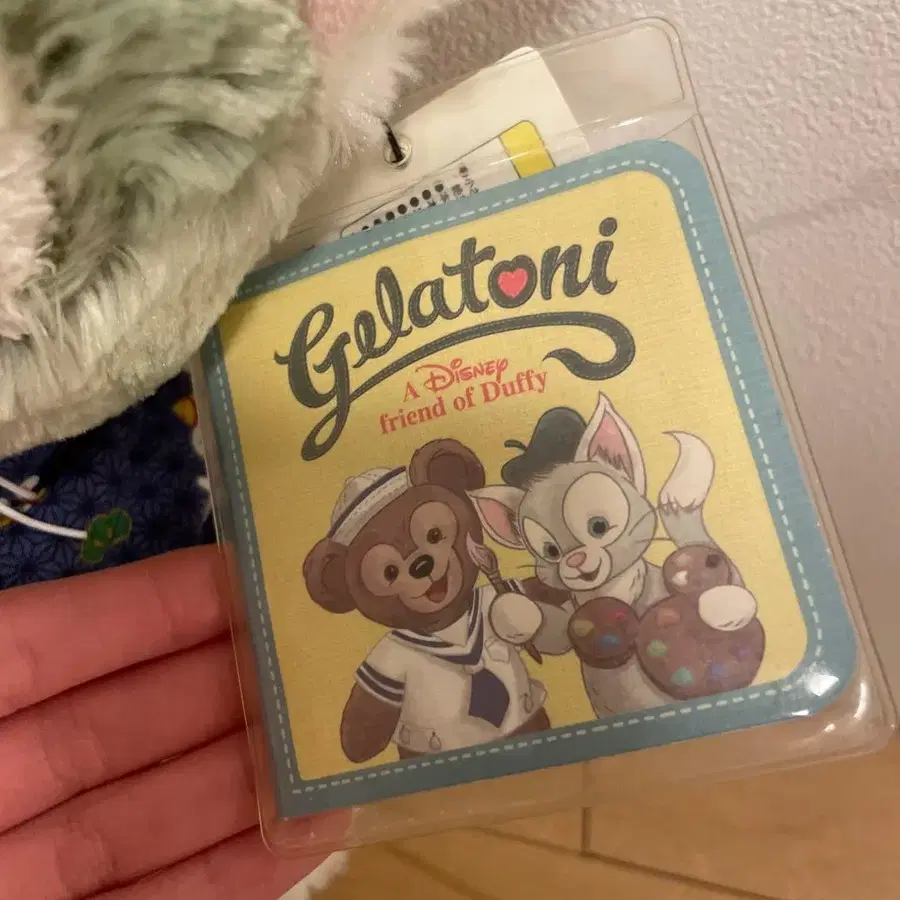 Gelatoni
A Disney
friend of Duffy